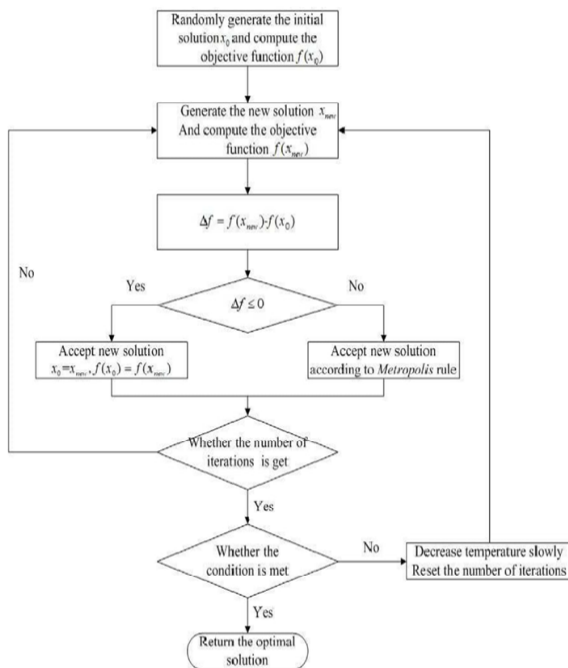 Randomly generate the initial
solution x₀ and compute the
objective function f(x₀)
Generate the new solution xₙₑw
And compute the objective
function f(xₙₑw)
Δf = f(xₙₑw)-f(x₀)
No
Yes
No
Δf ≤ 0
Accept new solution
x₀=xₙₑw, f(x₀) = f(xₙₑw)
Accept new solution
according to Metropolis rule
Whether the number of
iterations is get
Yes
Whether the
condition is met
No
Decrease temperature slowly
Reset the number of iterations
Yes
Return the optimal
solution